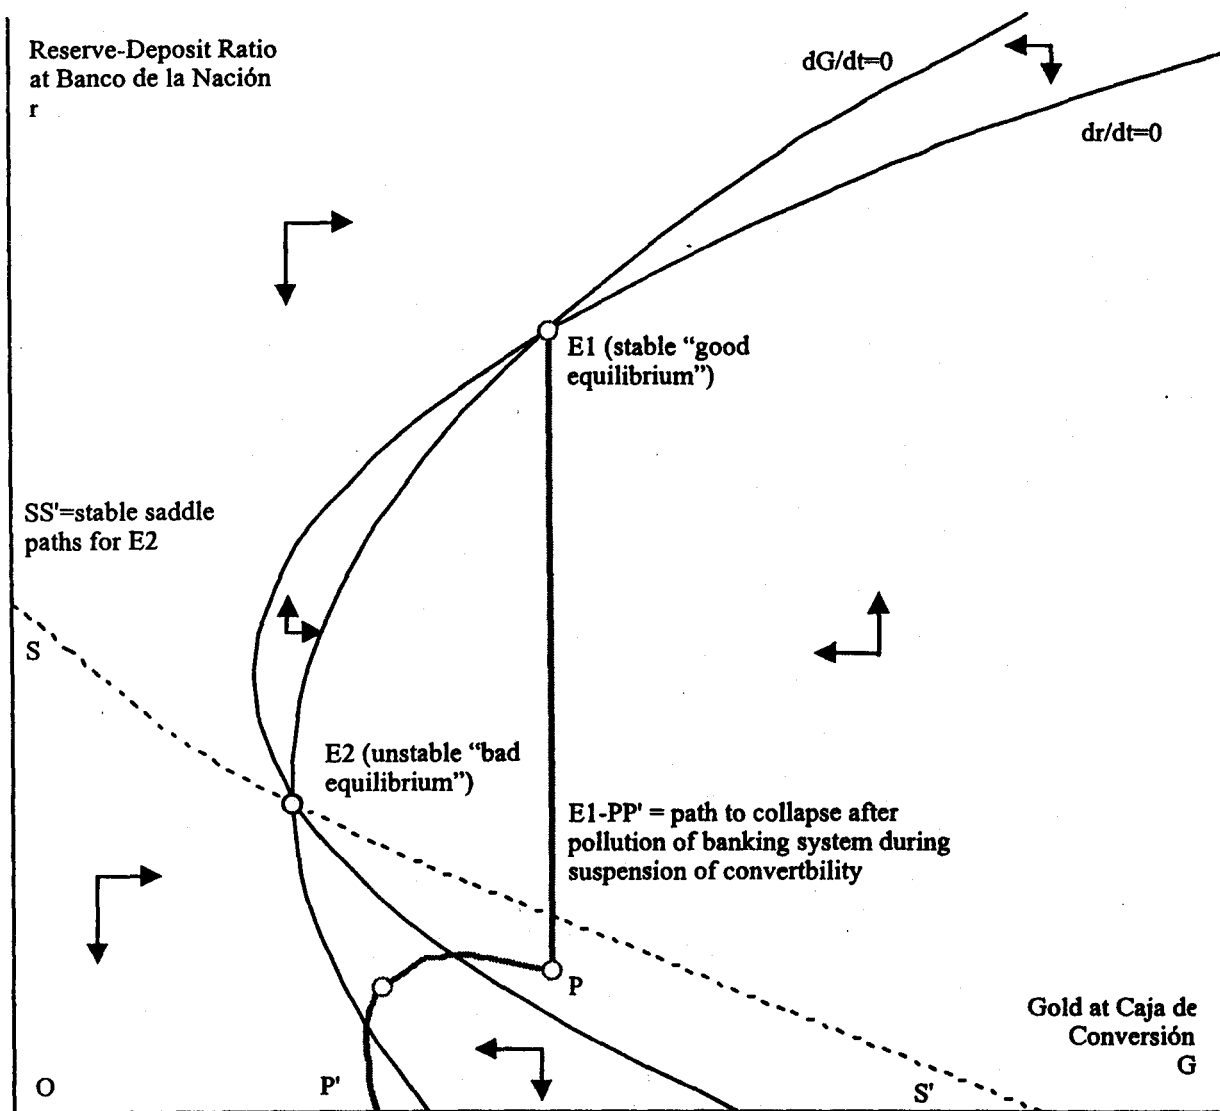 Reserve-Deposit Ratio
at Banco de la Nación
r
dG/dt=0
dr/dt=0
E1 (stable “good
equilibrium”)
SS'=stable saddle
paths for E2
S
E2 (unstable “bad
equilibrium”)
E1-PP' = path to collapse after
pollution of banking system during
suspension of convertbility
P
Gold at Caja de
Conversión
G
O
P'
S'